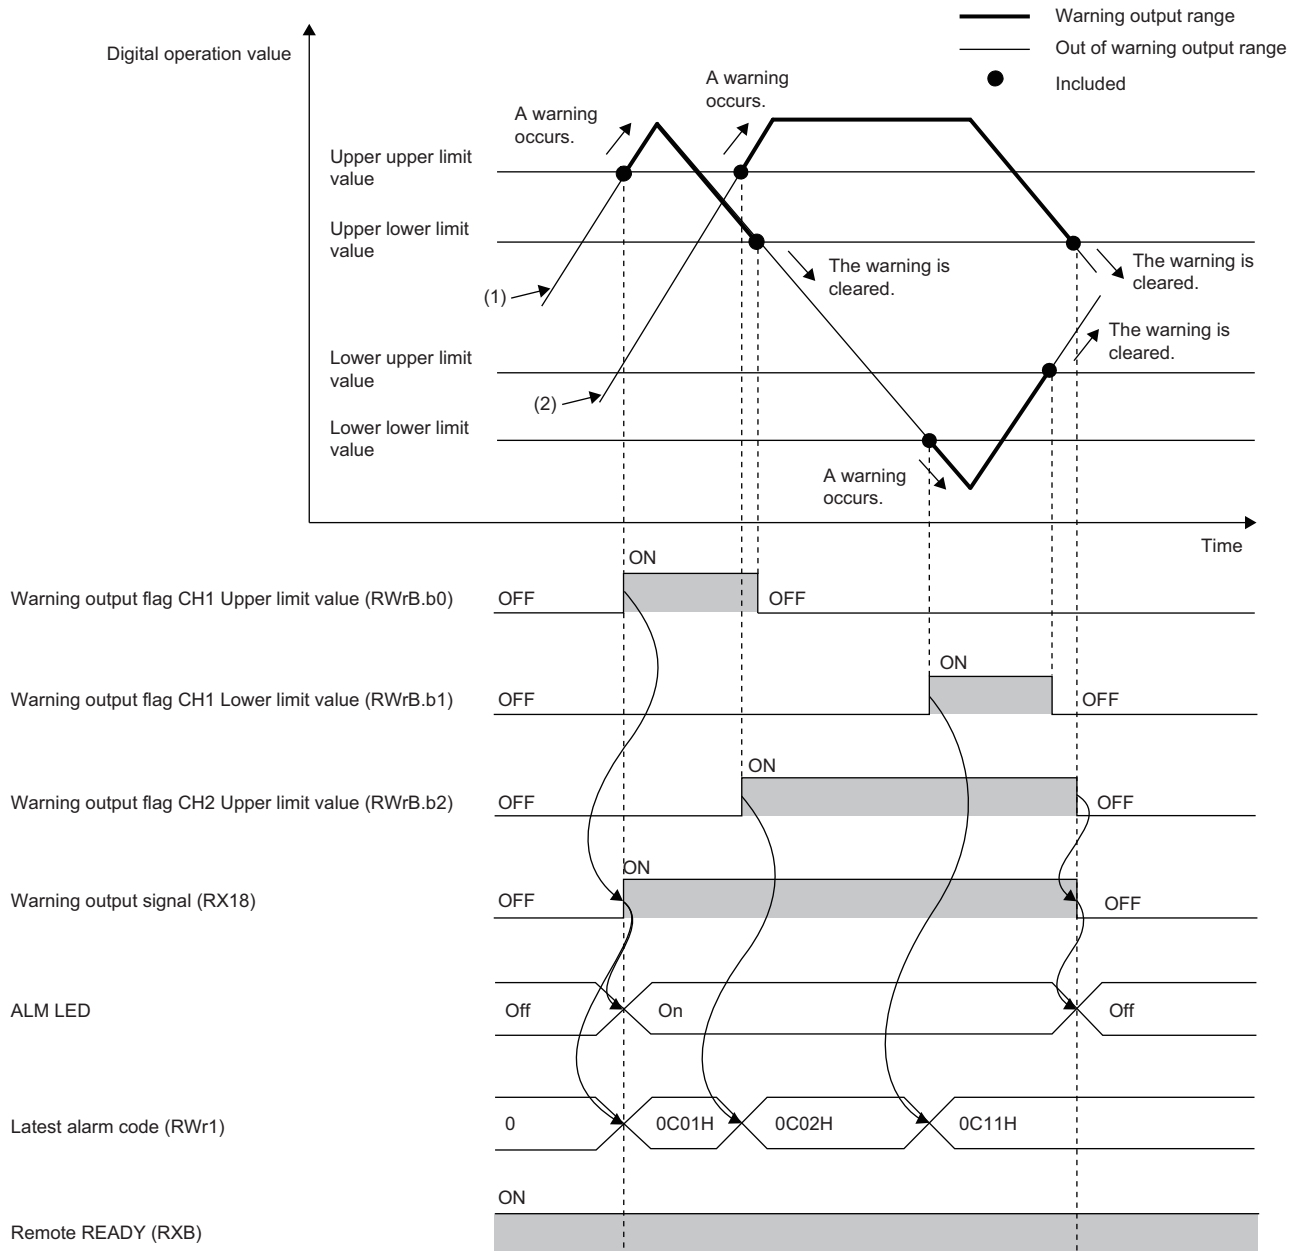 Warning output range
Out of warning output range
Included
Digital operation value
A warning
occurs.
A warning
occurs.
Upper upper limit
value
Upper lower limit
value
The warning is
cleared.
The warning is
cleared.
(1)
The warning is
cleared.
Lower upper limit
value
(2)
Lower lower limit
value
A warning
occurs.
Time
ON
Warning output flag CH1 Upper limit value (RWrB.b0)
OFF
OFF
ON
Warning output flag CH1 Lower limit value (RWrB.b1)
OFF
OFF
ON
Warning output flag CH2 Upper limit value (RWrB.b2)
OFF
OFF
ON
Warning output signal (RX18)
OFF
OFF
ALM LED
Off
On
Off
Latest alarm code (RWr1)
0
0C01H
0C02H
0C11H
ON
Remote READY (RXB)